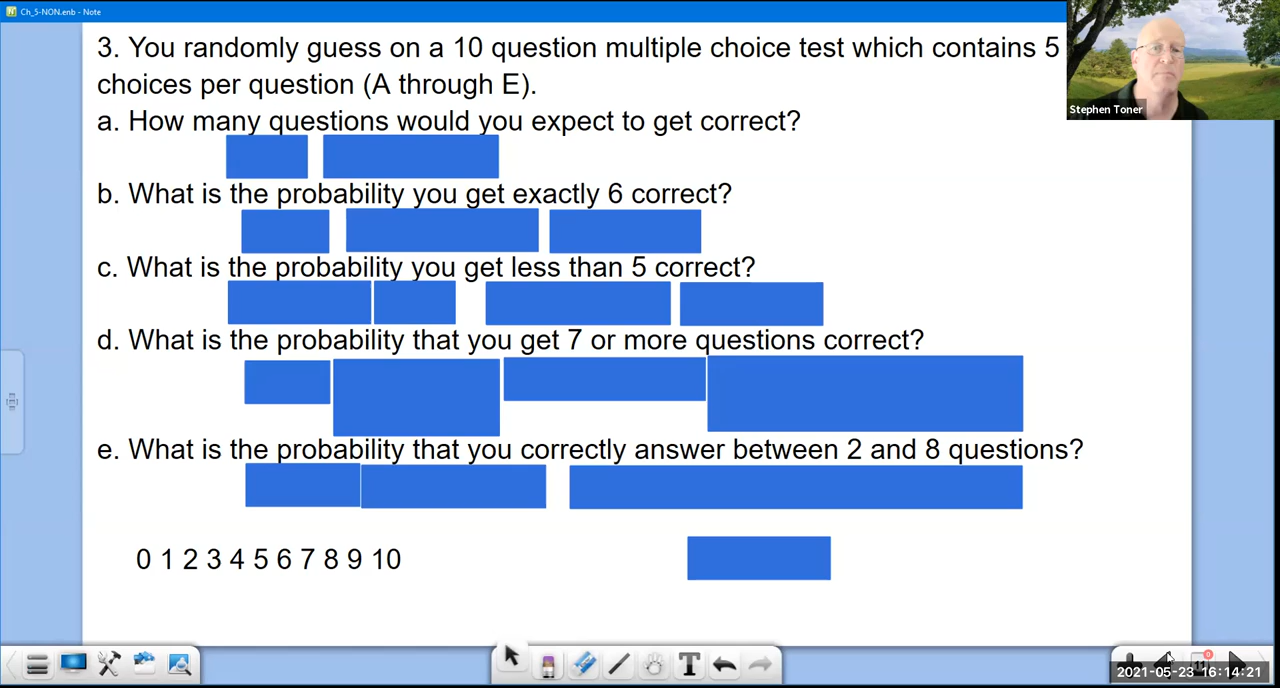 Ch_5-NON.enb - Note
3. You randomly guess on a 10 question multiple choice test which contains 5
choices per question (A through E).
Stephen Toner
a. How many questions would you expect to get correct?
b. What is the probability you get exactly 6 correct?
c. What is the probability you get less than 5 correct?
d. What is the probability that you get 7 or more questions correct?
e. What is the probability that you correctly answer between 2 and 8 questions?
0 1 2 3 4 5 6 7 8 9 10
T
2021-05-23 16:14:21